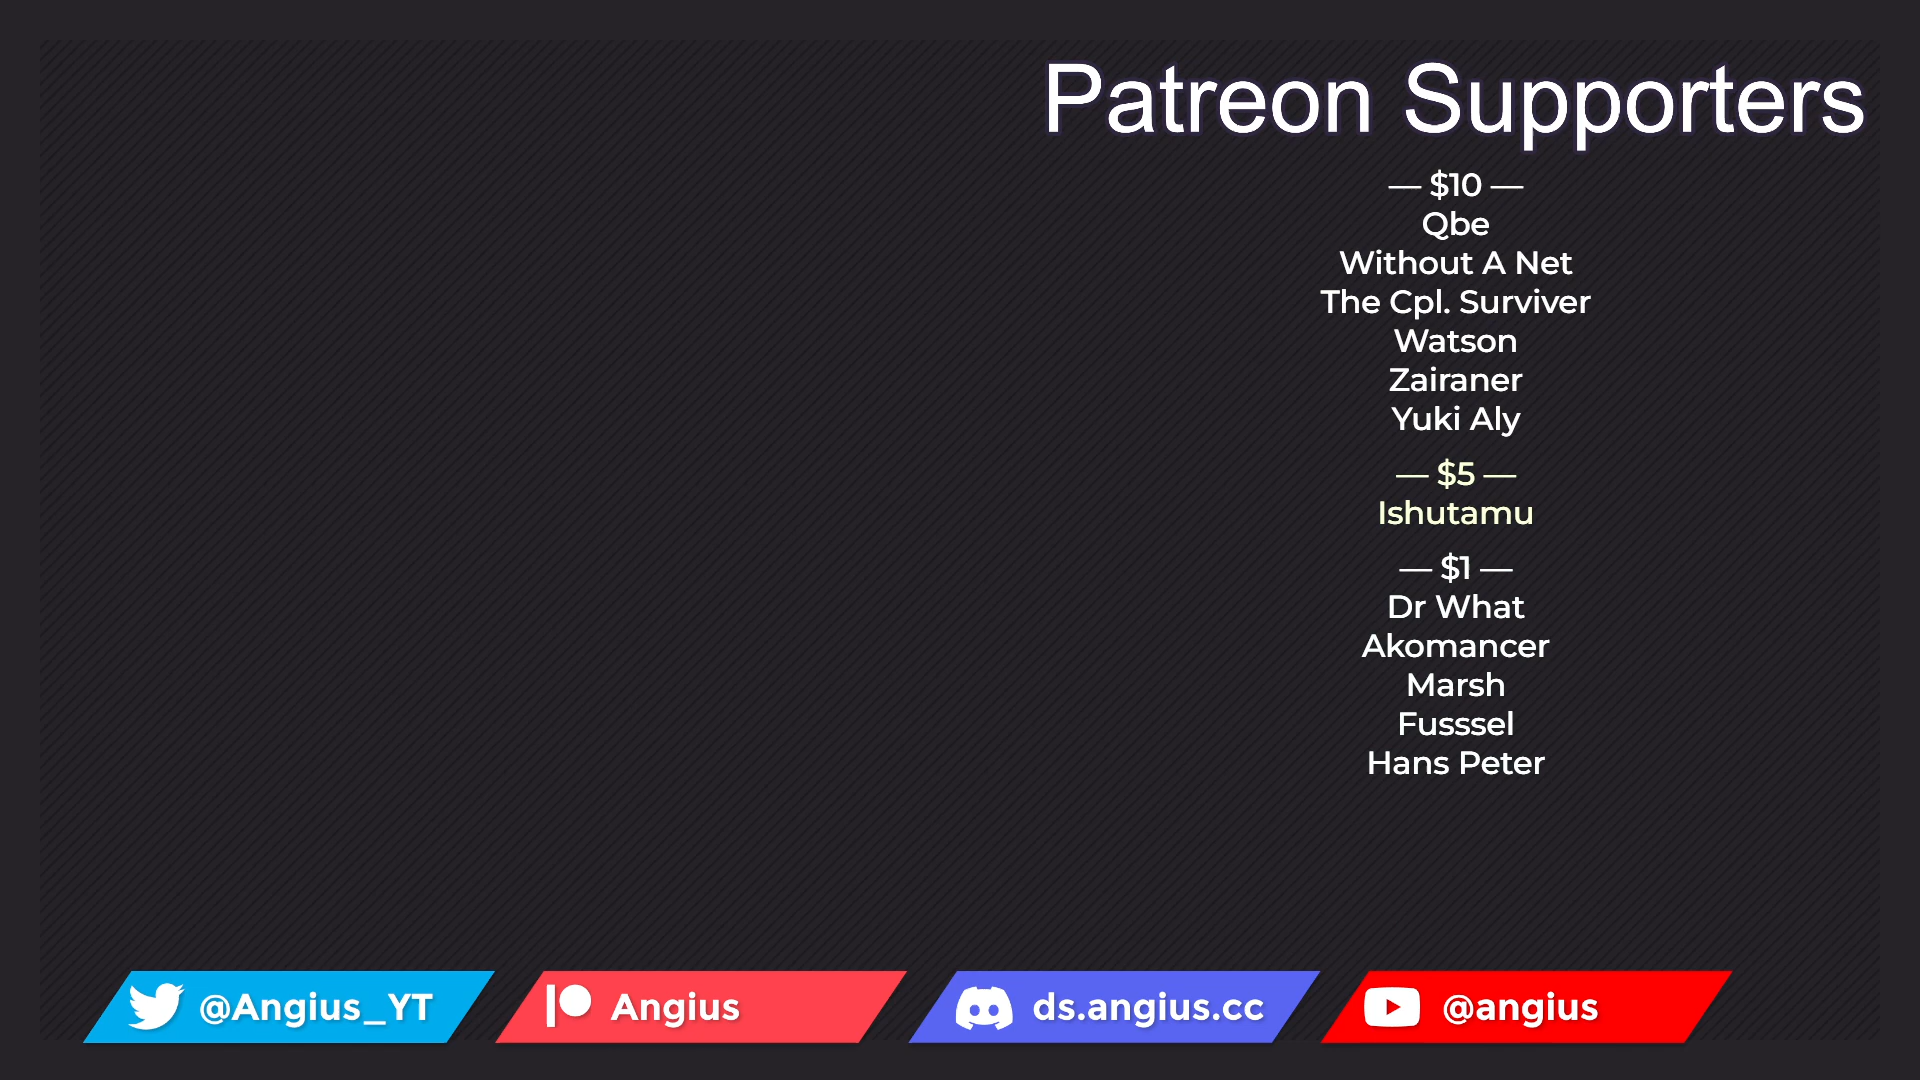 Patreon Supporters
— $10 —
Qbe
Without A Net
The Cpl. Surviver
Watson
Zairaner
Yuki Aly
— $5 —
Ishutamu
— $1 —
Dr What
Akomancer
Marsh
Fusssel
Hans Peter
@Angius_YT
Angius
ds.angius.cc
@angius